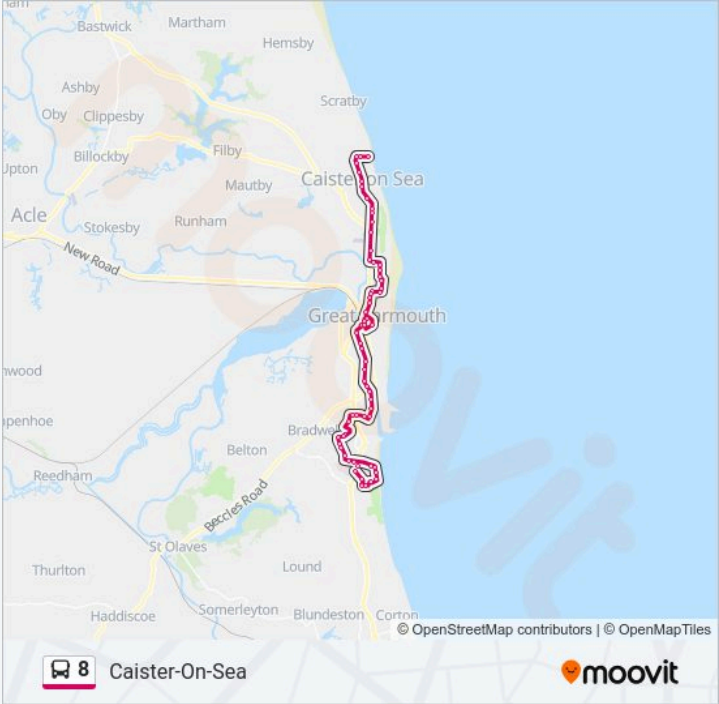 am
Bastwick
Martham
Hemsby
Ashby
Scratby
Oby
Clippesby
Billockby
Filby
Upton
Mautby
Caister-on Sea
Acle
Stokesby
Runham
New Road
Great Yarmouth
nwood
penhoe
Bradwell
Belton
Reedham
Beccles Road
St Olaves
Thurlton
Lound
Haddiscoe
Somerleyton
Blundeston
Corton
moovit
© OpenStreetMap contributors | © OpenMapTiles
8 Caister-On-Sea
moovit